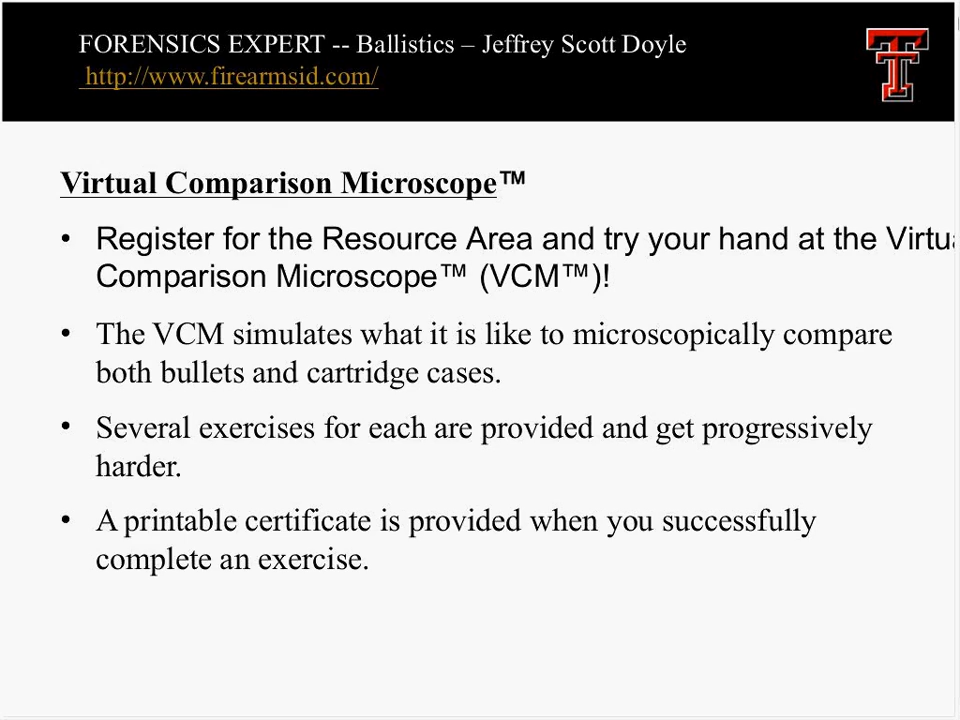 FORENSICS EXPERT -- Ballistics – Jeffrey Scott Doyle
http://www.firearmsid.com/
Virtual Comparison Microscope™
• Register for the Resource Area and try your hand at the Virtua
Comparison Microscope™ (VCM™)!
• The VCM simulates what it is like to microscopically compare
both bullets and cartridge cases.
• Several exercises for each are provided and get progressively
harder.
• A printable certificate is provided when you successfully
complete an exercise.